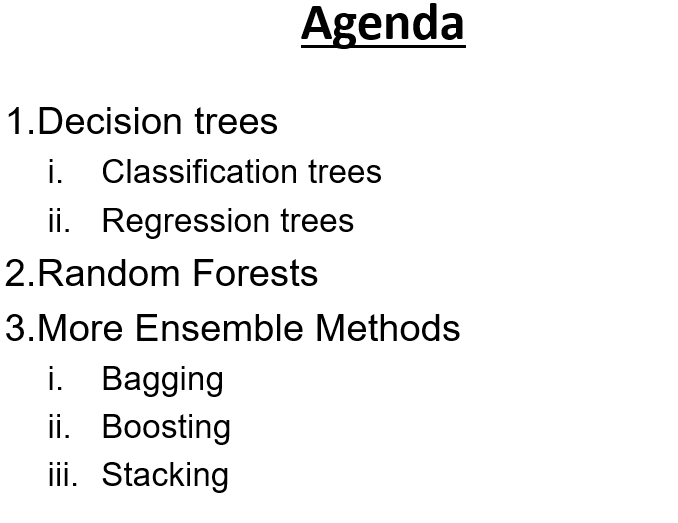 Agenda
1.Decision trees
i. Classification trees
ii. Regression trees
2.Random Forests
3.More Ensemble Methods
i. Bagging
ii. Boosting
iii. Stacking